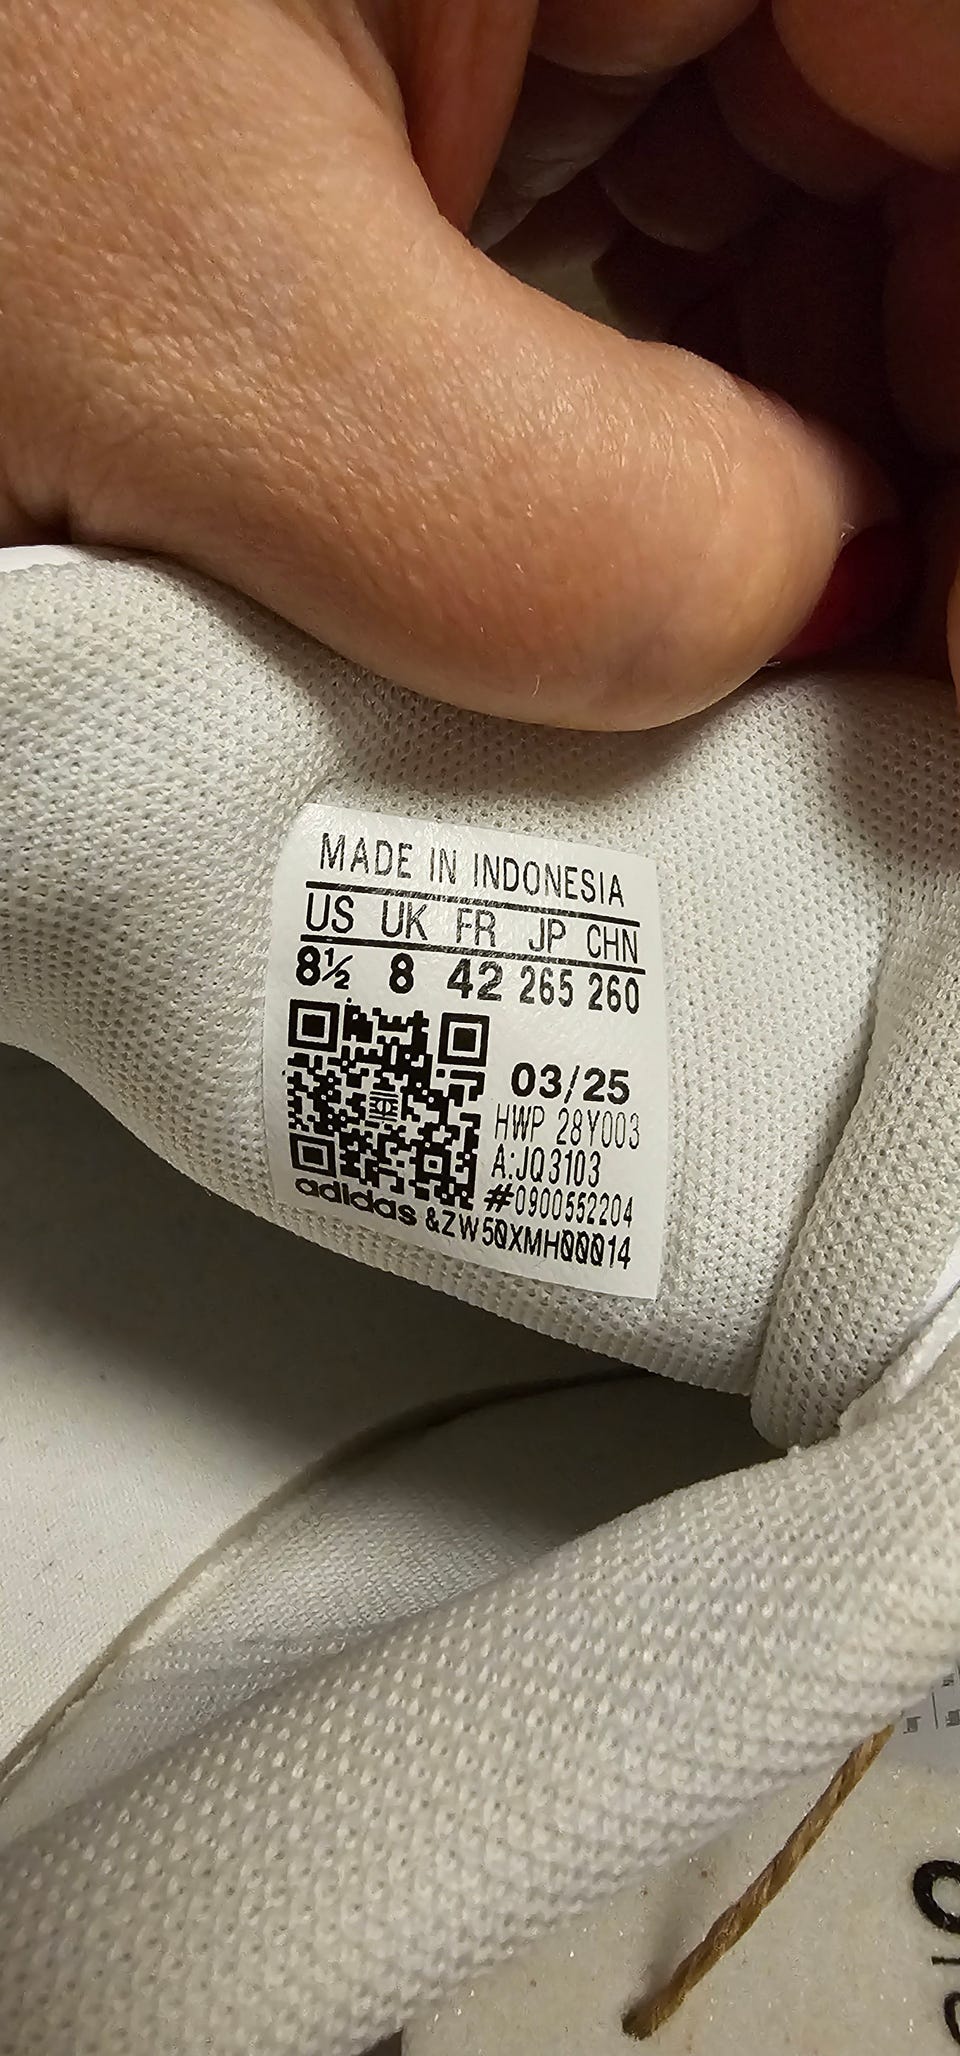 MADE IN INDONESIA
US UK FR JP CHN
8½ 8 42 265 260
03/25
HWP 28Y003
A:JQ3103
#0900552204
adidas &ZW50XMH00014